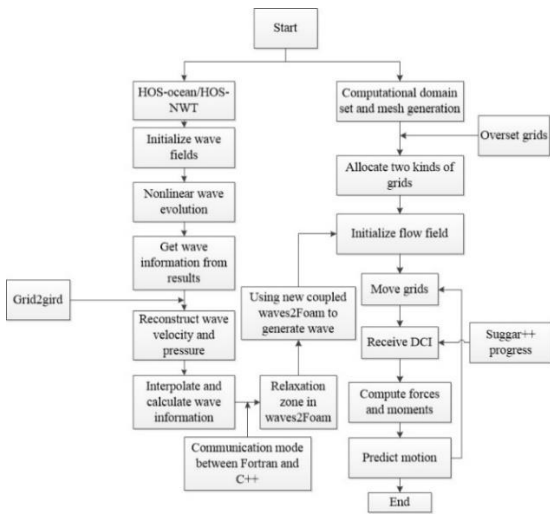 Start
HOS-ocean/HOS-
NWT
Initialize wave
fields
Nonlinear wave
evolution
Get wave
information from
results
Grid2gird
Reconstruct wave
velocity and
pressure
Interpolate and
calculate wave
information
Communication mode
between Fortran and
C++
Relaxation
zone in
waves2Foam
Using new coupled
waves2Foam to
generate wave
Computational domain
set and mesh generation
Overset grids
Allocate two kinds of
grids
Initialize flow field
Move grids
Receive DCI
Suggar++
progress
Compute forces
and moments
Predict motion
End